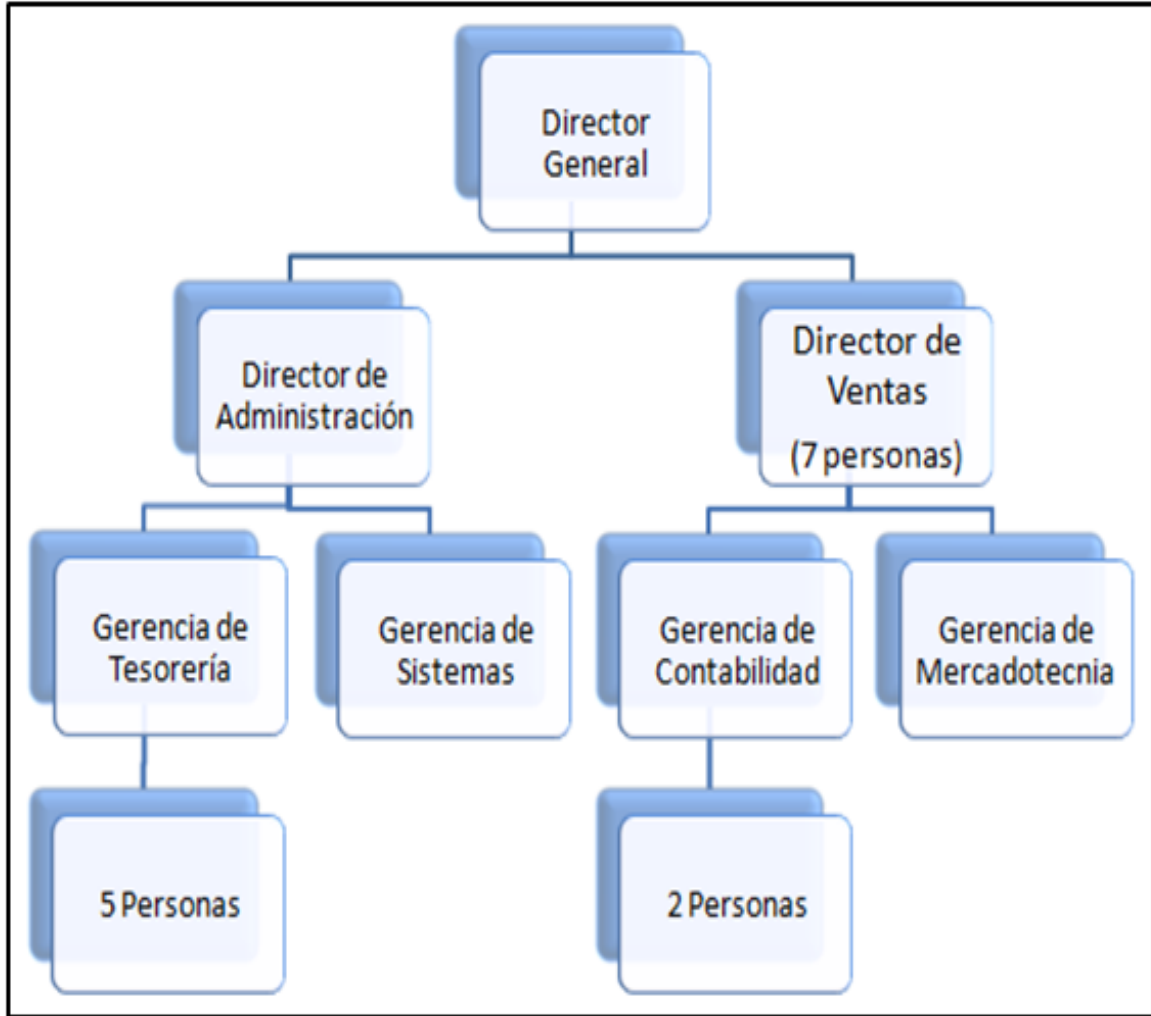 Director
General
Director de
Administración
Director de
Ventas
(7 personas)
Gerencia de
Tesorería
Gerencia de
Sistemas
Gerencia de
Contabilidad
Gerencia de
Mercadotecnia
5 Personas
2 Personas